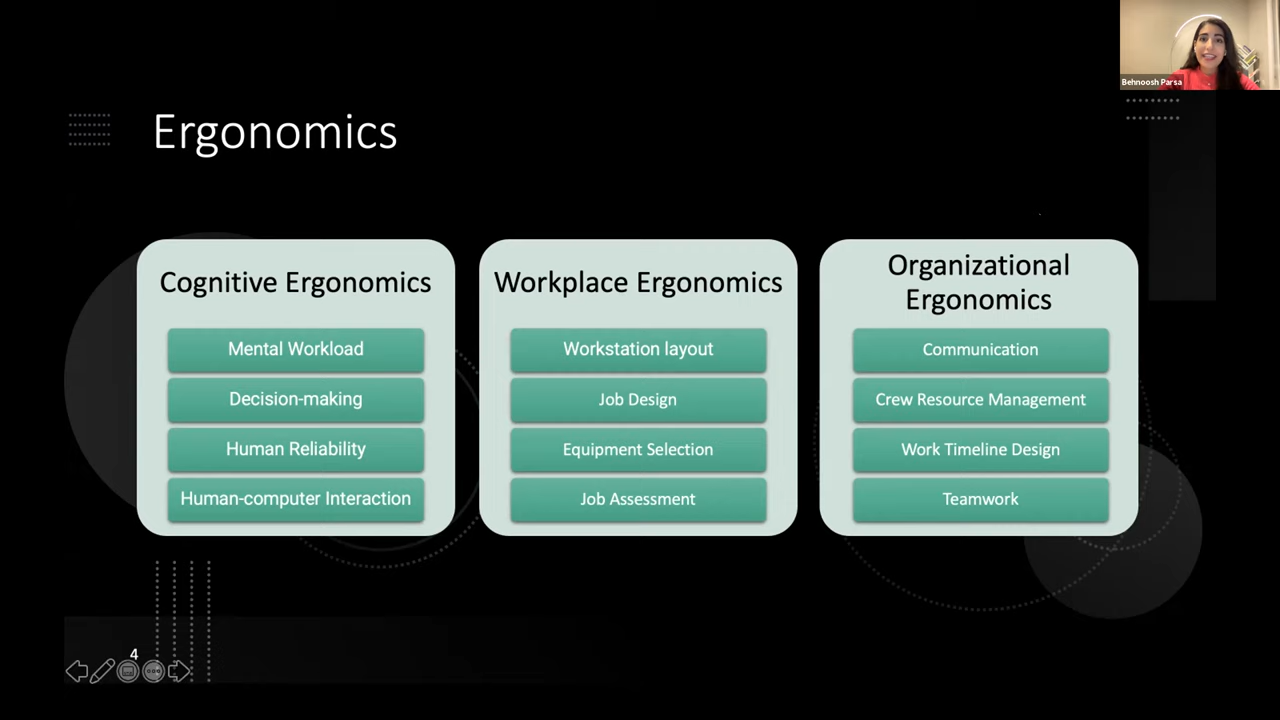 Behnoosh Parsa
Ergonomics
Cognitive Ergonomics
Mental Workload
Decision-making
Human Reliability
Human-computer Interaction
Workplace Ergonomics
Workstation layout
Job Design
Equipment Selection
Job Assessment
Organizational
Ergonomics
Communication
Crew Resource Management
Work Timeline Design
Teamwork
4